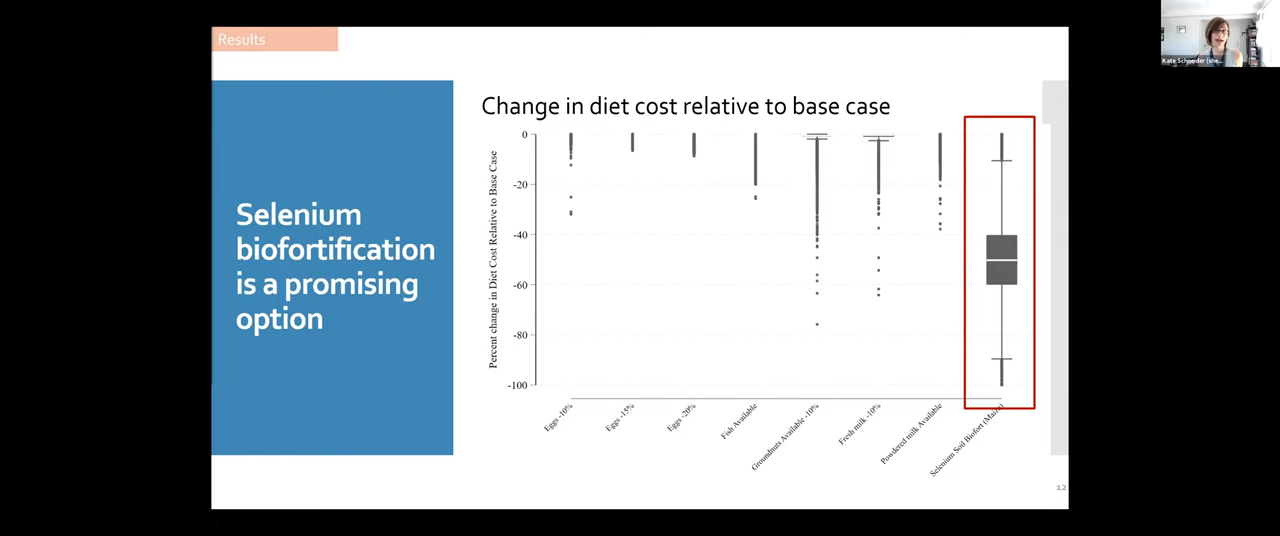 Results
Kate Schneider (she...
Change in diet cost relative to base case
Selenium
biofortification
is a promising
option
Percent change in Diet Cost Relative to Base Case
0
-20
-40
-60
-80
-100
Eggs -10%
Eggs -15%
Eggs -20%
Fish Available
Groundnuts Available -10%
Fresh milk -10%
Powdered milk Available
Selenium Soil Biofort (Maize)
12